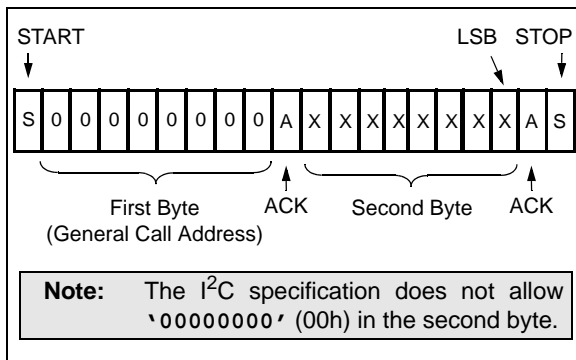 START LSB STOP
S 0 0 0 0 0 0 0 0 A X X X X X X X X A S
First Byte ACK Second Byte ACK
(General Call Address)
Note: The I²C specification does not allow
‘00000000’ (00h) in the second byte.